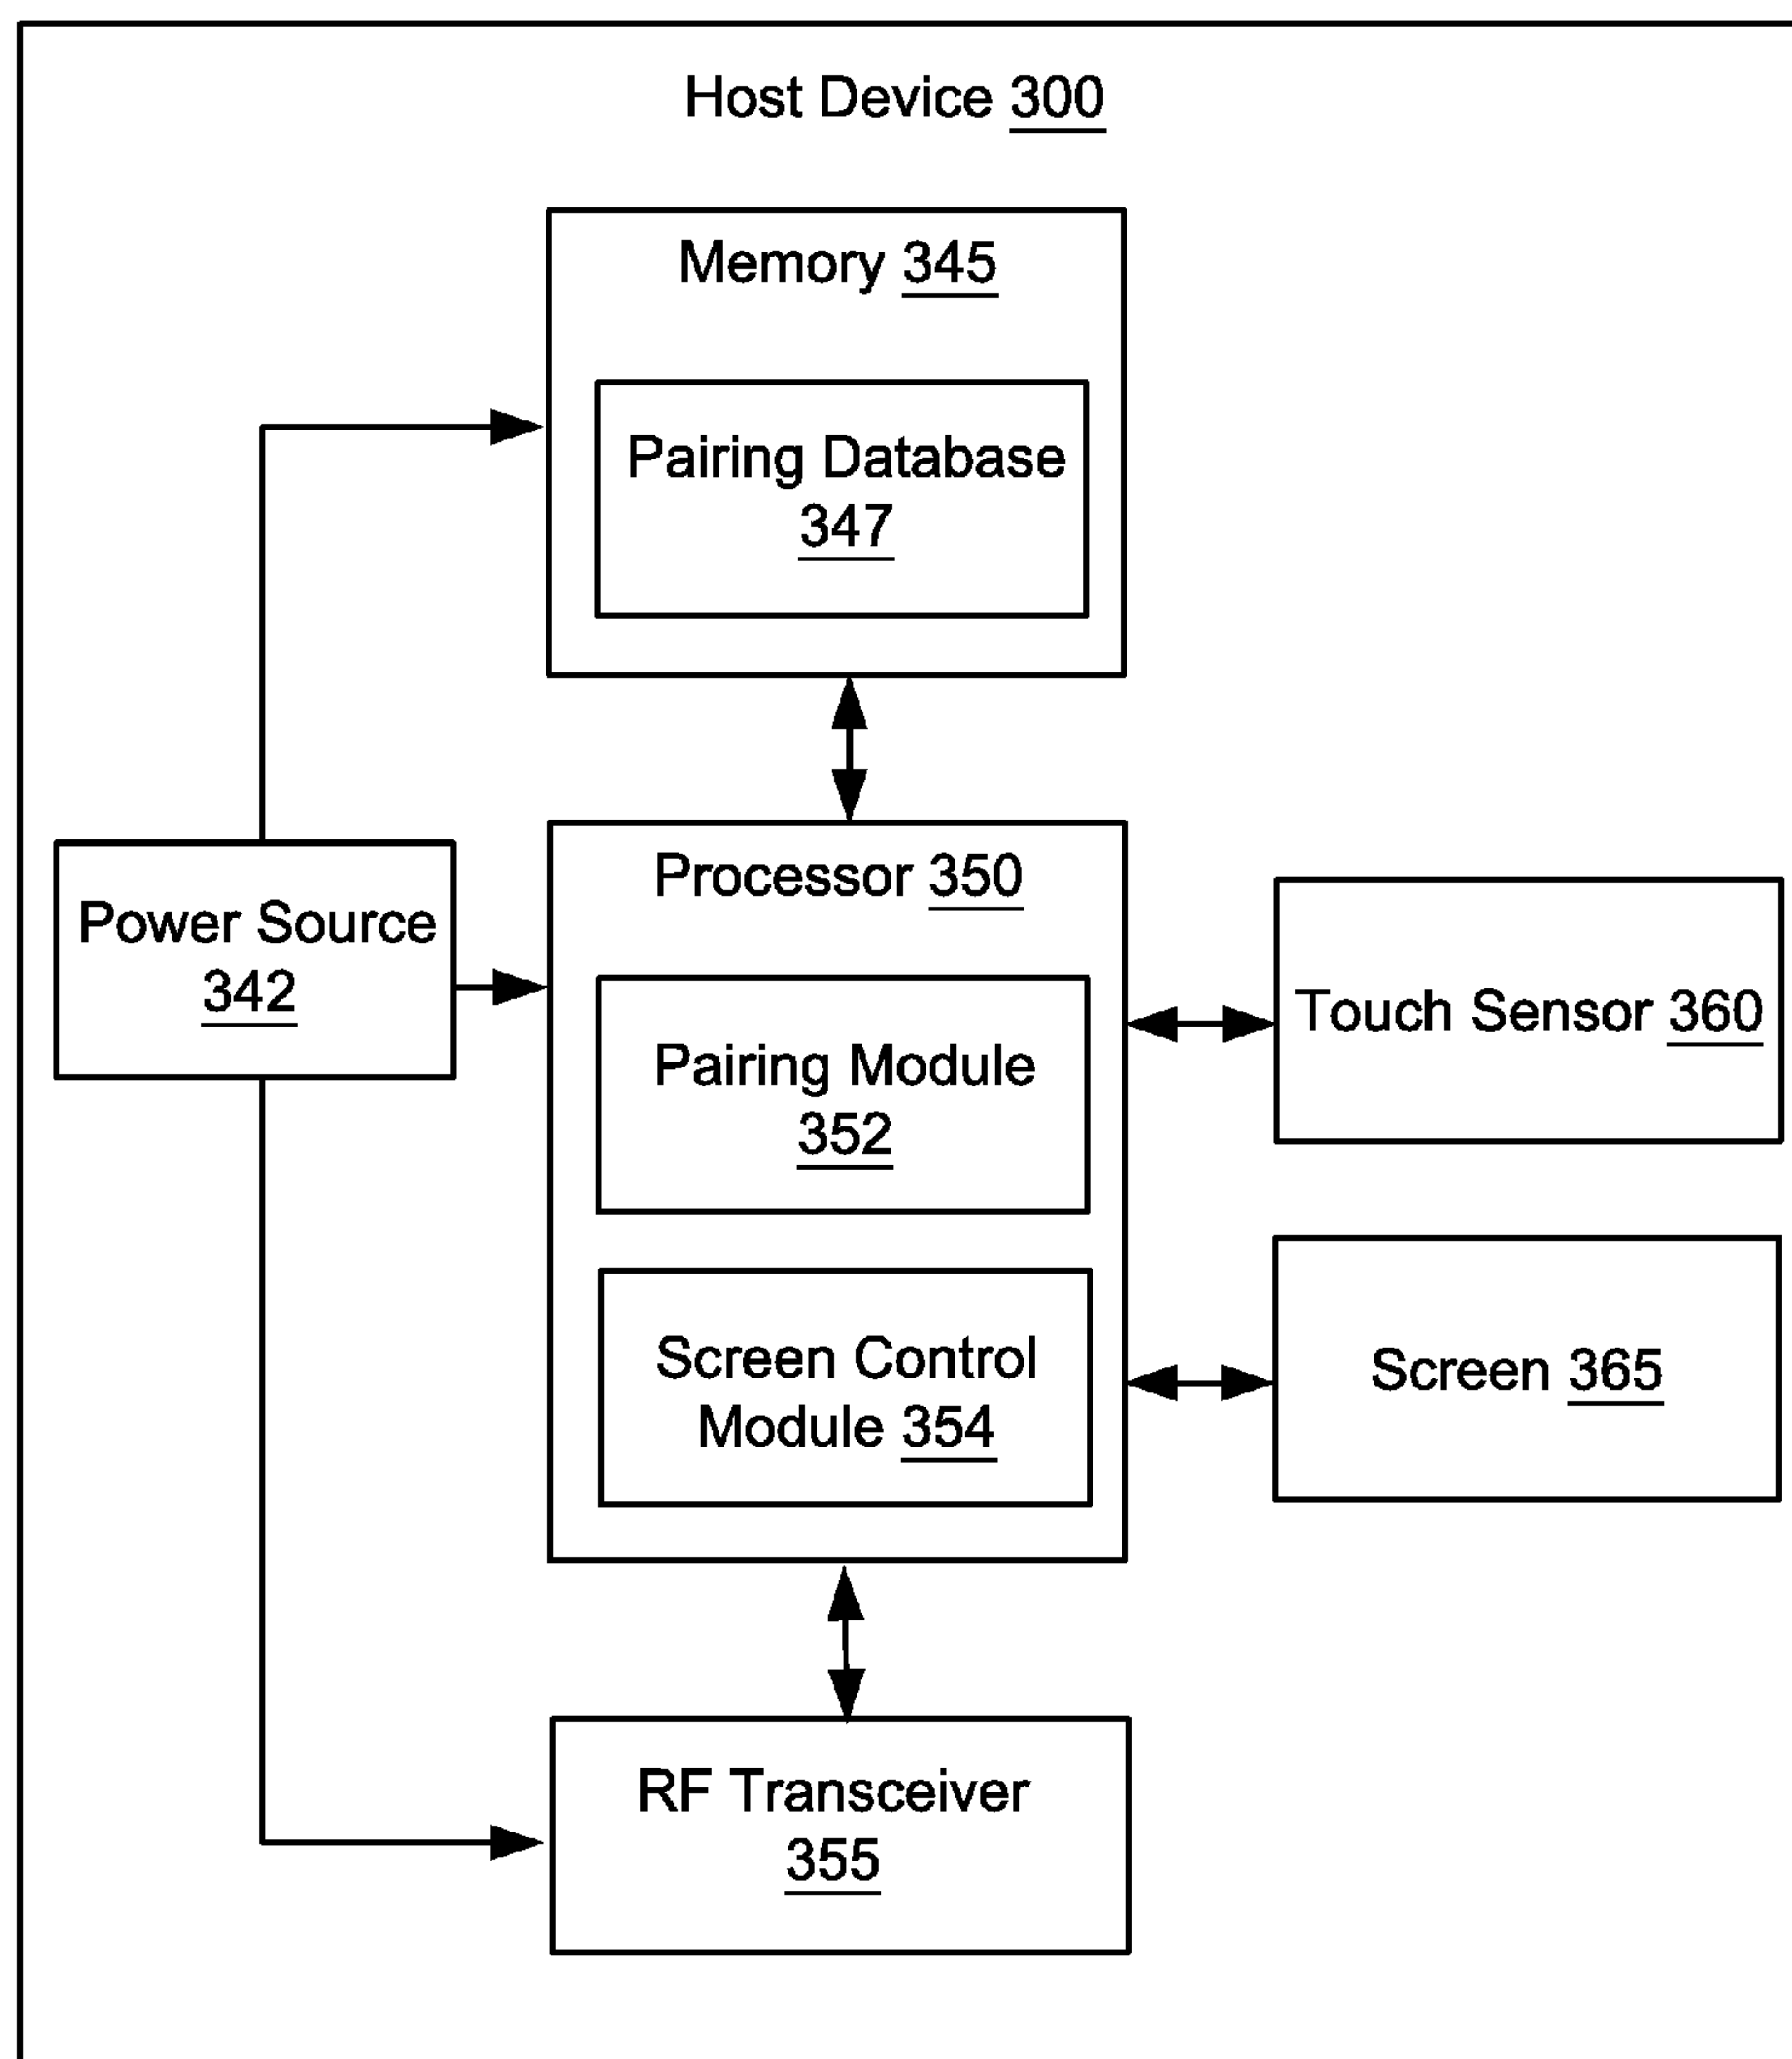 Host Device 300
Memory 345
Pairing Database
347
Power Source
342
Processor 350
Pairing Module
352
Screen Control
Module 354
Touch Sensor 360
Screen 365
RF Transceiver
355